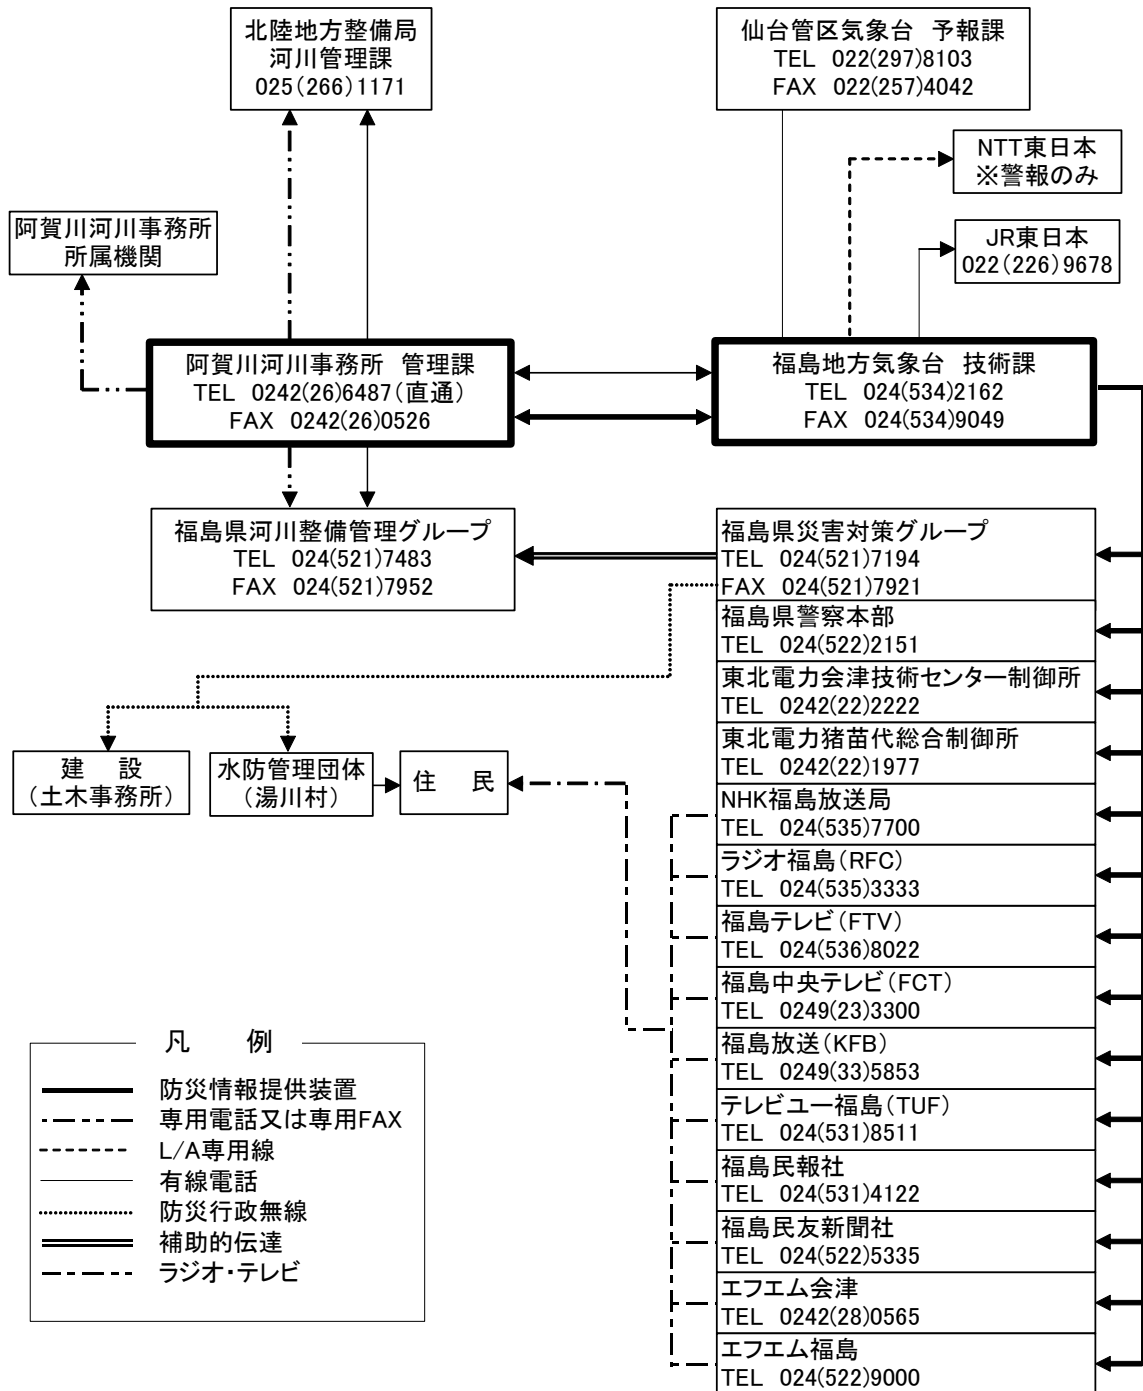 北陸地方整備局
河川管理課
025(266)1171
仙台管区気象台 予報課
TEL 022(297)8103
FAX 022(257)4042
NTT東日本
※警報のみ
阿賀川河川事務所
所属機関
JR東日本
022(226)9678
阿賀川河川事務所 管理課
TEL 0242(26)6487(直通)
FAX 0242(26)0526
福島地方気象台 技術課
TEL 024(534)2162
FAX 024(534)9049
福島県河川整備管理グループ
TEL 024(521)7483
FAX 024(521)7952
福島県災害対策グループ
TEL 024(521)7194
FAX 024(521)7921
福島県警察本部
TEL 024(522)2151
東北電力会津技術センター制御所
TEL 0242(22)2222
東北電力猪苗代総合制御所
TEL 0242(22)1977
建 設
(土木事務所)
水防管理団体
(湯川村)
住 民
NHK福島放送局
TEL 024(535)7700
ラジオ福島(RFC)
TEL 024(535)3333
福島テレビ(FTV)
TEL 024(536)8022
福島中央テレビ(FCT)
TEL 0249(23)3300
福島放送(KFB)
TEL 0249(33)5853
テレビユー福島(TUF)
TEL 024(531)8511
福島民報社
TEL 024(531)4122
福島民友新聞社
TEL 024(522)5335
エフエム会津
TEL 0242(28)0565
エフエム福島
TEL 024(522)9000
凡 例
防災情報提供装置
専用電話又は専用FAX
L/A専用線
有線電話
防災行政無線
補助的伝達
ラジオ・テレビ